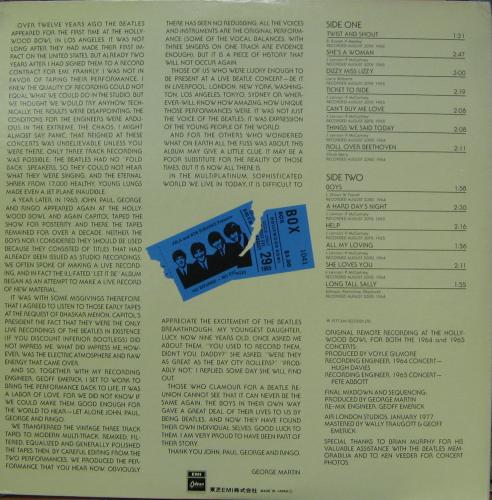 OVER TWELVE YEARS AGO THE BEATLES
APPEARED FOR THE FIRST TIME AT THE HOLLY-
WOOD BOWL IN LOS ANGELES. IT WAS NOT
LONG AFTER THEY HAD MADE THEIR FIRST IM-
PACT ON THE UNITED STATES, BUT ALREADY TWO
YEARS AFTER I HAD SIGNED THEM TO A RECORD
CONTRACT FOR EMI. FRANKLY, I WAS NOT IN
FAVOR OF TAPING THEIR PERFORMANCE. I
KNEW THE QUALITY OF RECORDING COULD NOT
EQUAL WHAT WE COULD DO IN THE STUDIO, BUT
WE THOUGHT WE WOULD TRY ANYHOW. TECH-
NICALLY, THE RESULTS WERE DISAPPOINTING. THE
CONDITIONS FOR THE ENGINEERS WERE ARDU-
OUS IN THE EXTREME. THE CHAOS, I MIGHT
ALMOST SAY PANIC, THAT REIGNED AT THESE
CONCERTS WAS UNBELIEVABLE UNLESS YOU
WERE THERE. ONLY THREE TRACK RECORDING
WAS POSSIBLE. THE BEATLES HAD NO 'FOLD
BACK' SPEAKERS, SO THEY COULD NOT HEAR
WHAT THEY WERE SINGING, AND THE ETERNAL
SHRIEK FROM 17,000 HEALTHY, YOUNG LUNGS
MADE EVEN A JET PLANE INAUDIBLE.
A YEAR LATER, IN 1965, JOHN, PAUL, GEORGE
AND RINGO APPEARED AGAIN AT THE HOLLY-
WOOD BOWL, AND AGAIN CAPITOL TAPED THE
SHOW FOR POSTERITY, AND THERE THE TAPES
REMAINED FOR OVER A DECADE. NEITHER THE
BOYS NOR I CONSIDERED THEY SHOULD BE USED
BECAUSE THEY CONSISTED OF TITLES THAT HAD
ALREADY BEEN ISSUED AS STUDIO RECORDINGS.
WE OFTEN SPOKE OF MAKING A LIVE RECORD-
ING, AND IN FACT THE ILL-FATED 'LET IT BE' ALBUM
BEGAN AS AN ATTEMPT TO MAKE A LIVE RECORD
OF NEW MATERIAL.
IT WAS WITH SOME MISGIVINGS THEREFORE
THAT I AGREED TO LISTEN TO THOSE EARLY TAPES
AT THE REQUEST OF BHASKAR MENON, CAPITOL'S
PRESIDENT. THE FACT THAT THEY WERE THE ONLY
LIVE RECORDINGS OF THE BEATLES IN EXISTENCE
(IF YOU DISCOUNT INFERIOR BOOTLEGS) DID
NOT IMPRESS ME. WHAT DID IMPRESS ME, HOW-
EVER, WAS THE ELECTRIC ATMOSPHERE AND RAW
ENERGY THAT CAME OVER.
AND SO, TOGETHER WITH MY RECORDING
ENGINEER, GEOFF EMERICK, I SET TO WORK TO
BRING THE PERFORMANCE BACK TO LIFE. IT WAS
A LABOR OF LOVE, FOR WE DID NOT KNOW IF
WE COULD MAKE THEM GOOD ENOUGH FOR
THE WORLD TO HEAR—LET ALONE JOHN, PAUL,
GEORGE AND RINGO.
WE TRANSFERRED THE VINTAGE THREE TRACK
TAPES TO MODERN MULTI-TRACK, REMIXED, FIL-
TERED, EQUALIZED AND GENERALLY POLISHED
THE TAPES. THEN, BY CAREFUL EDITING FROM THE
TWO PERFORMANCES, WE PRODUCED THE PER-
FORMANCE THAT YOU HEAR NOW. OBVIOUSLY
THERE HAS BEEN NO REDUBBING. ALL THE VOICES
AND INSTRUMENTS ARE THE ORIGINAL PERFORM-
ANCE (SOME OF THE VOCAL BALANCES, WITH
THREE SINGERS ON ONE TRACK ARE EVIDENCE
ENOUGH). BUT IT IS A PIECE OF HISTORY THAT
WILL NOT OCCUR AGAIN.
THOSE OF US WHO WERE LUCKY ENOUGH TO
BE PRESENT AT A LIVE BEATLE CONCERT—BE IT
IN LIVERPOOL, LONDON, NEW YORK, WASHING-
TON, LOS ANGELES, TOKYO, SYDNEY OR WHER-
EVER—WILL KNOW HOW AMAZING, HOW UNIQUE
THOSE PERFORMANCES WERE. IT WAS NOT JUST
THE VOICE OF THE BEATLES: IT WAS EXPRESSION
OF THE YOUNG PEOPLE OF THE WORLD.
AND FOR THE OTHERS WHO WONDERED
WHAT ON EARTH ALL THE FUSS WAS ABOUT, THIS
ALBUM MAY GIVE A LITTLE CLUE. IT MAY BE A
POOR SUBSTITUTE FOR THE REALITY OF THOSE
TIMES, BUT IT IS NOW ALL THERE IS.
IN THE MULTIPLATINUM, SOPHISTICATED
WORLD WE LIVE IN TODAY, IT IS DIFFICULT TO
BOX
1041
29
APPRECIATE THE EXCITEMENT OF THE BEATLES
BREAKTHROUGH. MY YOUNGEST DAUGHTER,
LUCY, NOW NINE YEARS OLD, ONCE ASKED ME
ABOUT THEM. "YOU USED TO RECORD THEM,
DIDN'T YOU, DADDY?" SHE ASKED. "WERE THEY
AS GREAT AS THE BAY CITY ROLLERS?" "PROB-
ABLY NOT," I REPLIED. SOME DAY SHE WILL FIND
OUT.
THOSE WHO CLAMOUR FOR A BEATLE RE-
UNION CANNOT SEE THAT IT CAN NEVER BE THE
SAME AGAIN. THE BOYS IN THEIR OWN WAY
GAVE A GREAT DEAL OF THEIR LIVES TO US BY
BEING BEATLES, AND NOW THEY HAVE FOUND
THEIR OWN INDIVIDUAL SELVES. GOOD LUCK TO
THEM. I AM VERY PROUD TO HAVE BEEN PART OF
THEIR STORY.
THANK YOU JOHN, PAUL, GEORGE AND RINGO.
GEORGE MARTIN
SIDE ONE
TWIST AND SHOUT 1:21
SHE'S A WOMAN 2:47
DIZZY MISS LIZZY 3:00
TICKET TO RIDE 2:19
CAN'T BUY ME LOVE 2:08
THINGS WE SAID TODAY 2:08
ROLL OVER BEETHOVEN 2:11
SIDE TWO
BOYS 1:58
A HARD DAY'S NIGHT 2:30
HELP 2:16
ALL MY LOVING 1:56
SHE LOVES YOU 2:11
LONG TALL SALLY 1:55
ORIGINAL REMOTE RECORDING AT THE HOLLY-
WOOD BOWL, FOR BOTH THE 1964 and 1965
CONCERTS:
PRODUCED BY VOYLE GILMORE
RECORDING ENGINEER, 1964 CONCERT—
HUGH DAVIES
RECORDING ENGINEER, 1965 CONCERT—
PETE ABBOTT
FINAL MIXDOWN AND SEQUENCING:
PRODUCED BY GEORGE MARTIN
RE-MIX ENGINEER, GEOFF EMERICK
AIR LONDON STUDIOS, JANUARY 1977
MASTERED BY WALLY TRAUGOTT & GEOFF
EMERICK
SPECIAL THANKS TO BRIAN MURPHY FOR HIS
VALUABLE ASSISTANCE WITH THE BEATLES MEM-
ORABILIA AND TO KEN VEEDER FOR CONCERT
PHOTOS.
EMI
Odeon
東芝EMI株式会社
MADE IN JAPAN